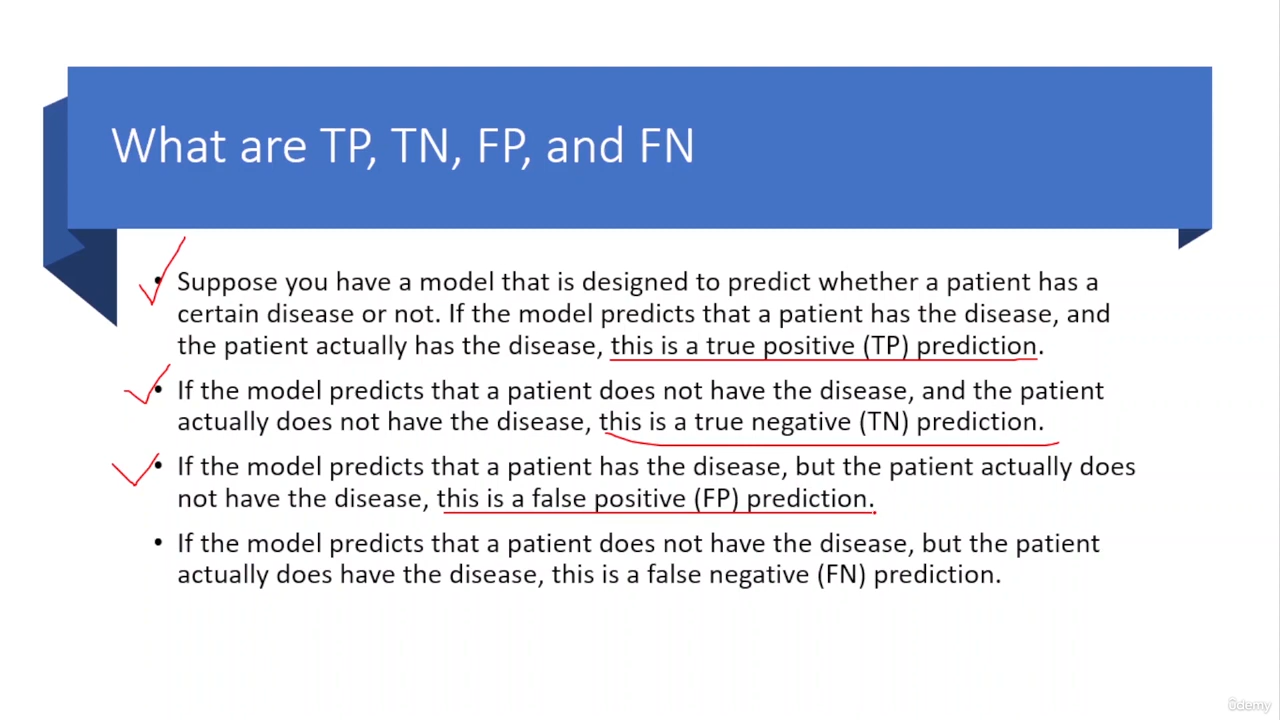 What are TP, TN, FP, and FN
• Suppose you have a model that is designed to predict whether a patient has a
certain disease or not. If the model predicts that a patient has the disease, and
the patient actually has the disease, this is a true positive (TP) prediction.
• If the model predicts that a patient does not have the disease, and the patient
actually does not have the disease, this is a true negative (TN) prediction.
• If the model predicts that a patient has the disease, but the patient actually does
not have the disease, this is a false positive (FP) prediction.
• If the model predicts that a patient does not have the disease, but the patient
actually does have the disease, this is a false negative (FN) prediction.
ûdemy